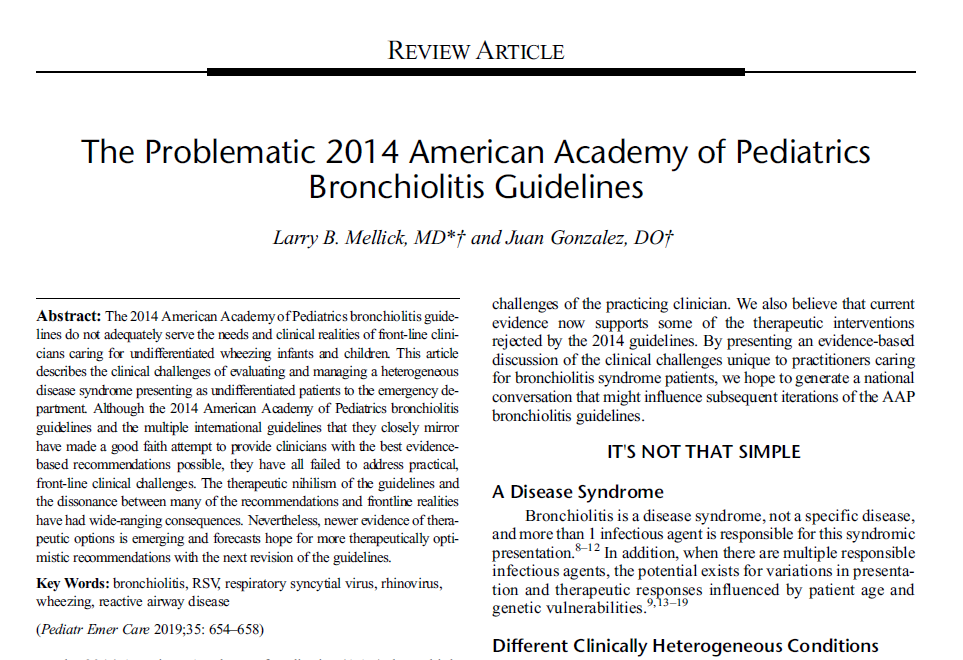 REVIEW ARTICLE
The Problematic 2014 American Academy of Pediatrics
Bronchiolitis Guidelines
Larry B. Mellick, MD*† and Juan Gonzalez, DO†
Abstract: The 2014 American Academy of Pediatrics bronchiolitis guide-
lines do not adequately serve the needs and clinical realities of front-line clini-
cians caring for undifferentiated wheezing infants and children. This article
describes the clinical challenges of evaluating and managing a heterogeneous
disease syndrome presenting as undifferentiated patients to the emergency de-
partment. Although the 2014 American Academy of Pediatrics bronchiolitis
guidelines and the multiple international guidelines that they closely mirror
have made a good faith attempt to provide clinicians with the best evidence-
based recommendations possible, they have all failed to address practical,
front-line clinical challenges. The therapeutic nihilism of the guidelines and
the dissonance between many of the recommendations and frontline realities
have had wide-ranging consequences. Nevertheless, newer evidence of thera-
peutic options is emerging and forecasts hope for more therapeutically opti-
mistic recommendations with the next revision of the guidelines.
Key Words: bronchiolitis, RSV, respiratory syncytial virus, rhinovirus,
wheezing, reactive airway disease
(Pediatr Emer Care 2019;35: 654–658)
challenges of the practicing clinician. We also believe that current
evidence now supports some of the therapeutic interventions
rejected by the 2014 guidelines. By presenting an evidence-based
discussion of the clinical challenges unique to practitioners caring
for bronchiolitis syndrome patients, we hope to generate a national
conversation that might influence subsequent iterations of the AAP
bronchiolitis guidelines.
IT'S NOT THAT SIMPLE
A Disease Syndrome
Bronchiolitis is a disease syndrome, not a specific disease,
and more than 1 infectious agent is responsible for this syndromic
presentation.8–12 In addition, when there are multiple responsible
infectious agents, the potential exists for variations in presenta-
tion and therapeutic responses influenced by patient age and
genetic vulnerabilities.9,13–19
Different Clinically Heterogeneous Conditions